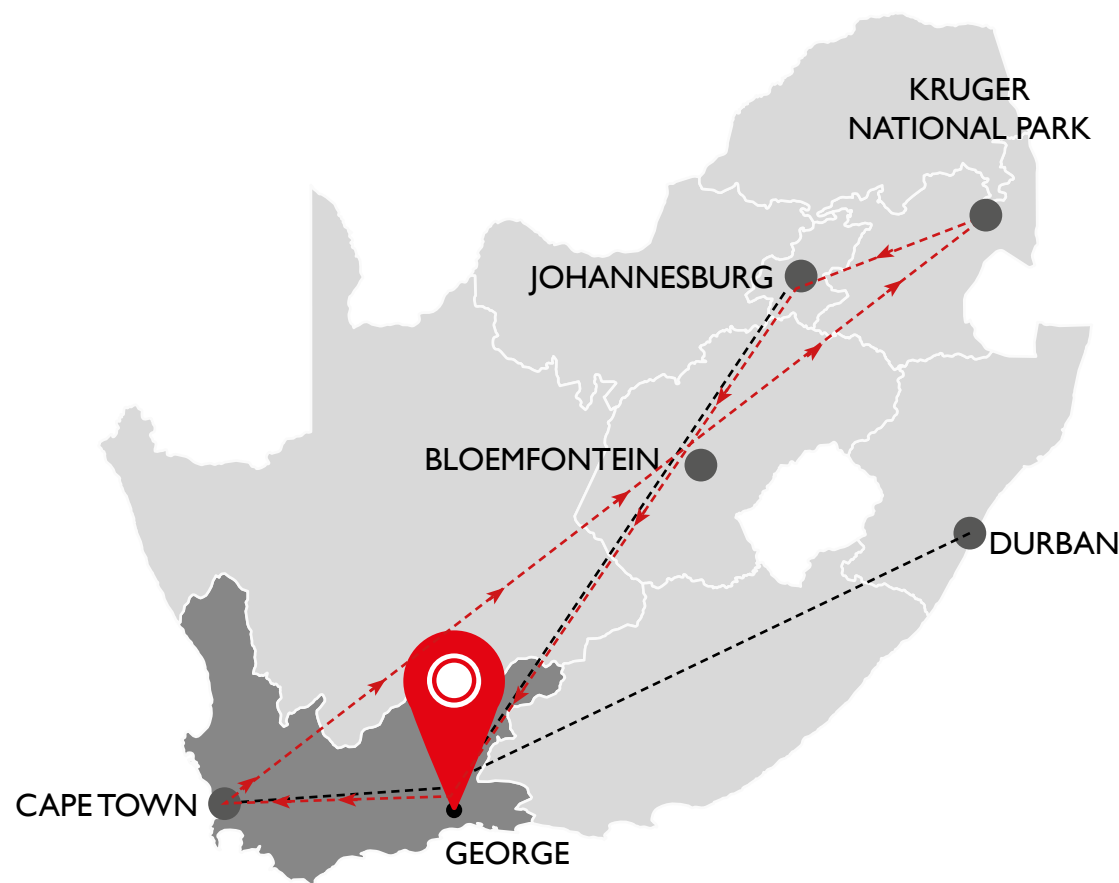 KRUGER
NATIONAL PARK
JOHANNESBURG
BLOEMFONTEIN
DURBAN
CAPE TOWN
GEORGE